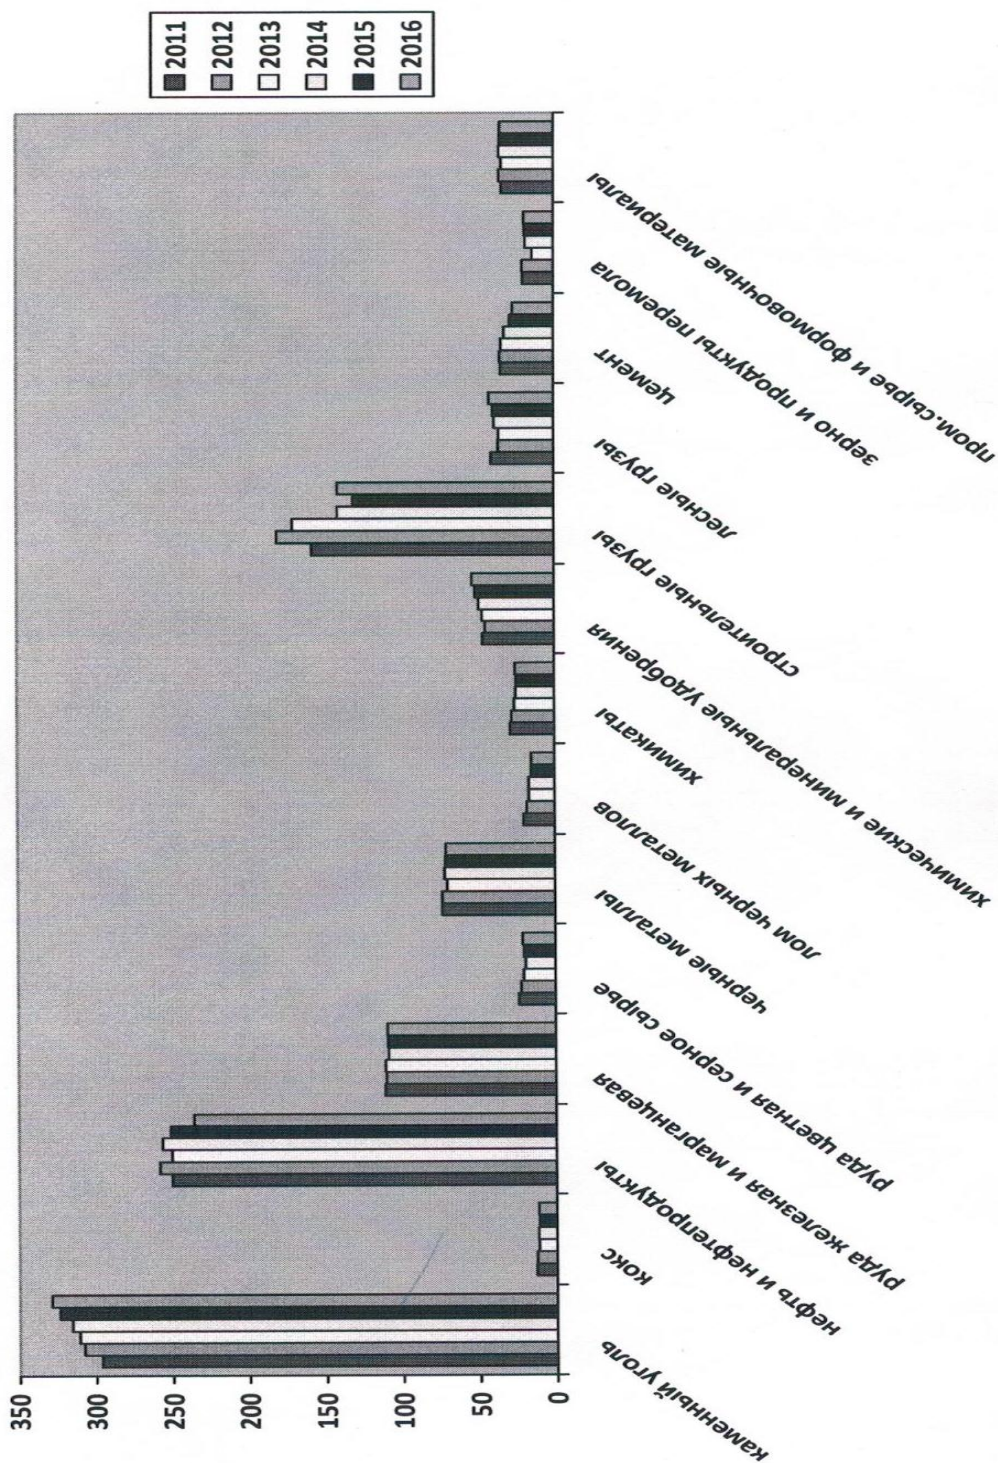 2011
2012
2013
2014
2015
2016
350
300
250
200
150
100
50
0
каменный уголь
кокс
нефть и нефтепродукты
руда железная и марганцевая
руда цветная и серное сырье
черные металлы
лом черных металлов
химикаты
химические и минеральные удобрения
строительные грузы
лесные грузы
цемент
зерно и продукты перемола
пром.сырье и формовочные материалы